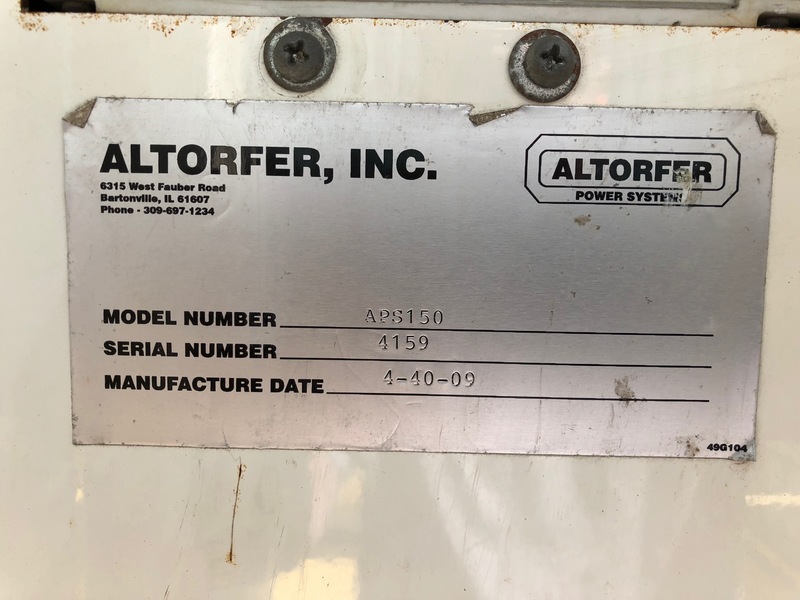 ALTORFER, INC.
6315 West Fauber Road
Bartonville, IL 61607
Phone - 309-697-1234
ALTORFER
POWER SYSTEMS
MODEL NUMBER APS150
SERIAL NUMBER 4159
MANUFACTURE DATE 4-40-09
49G104